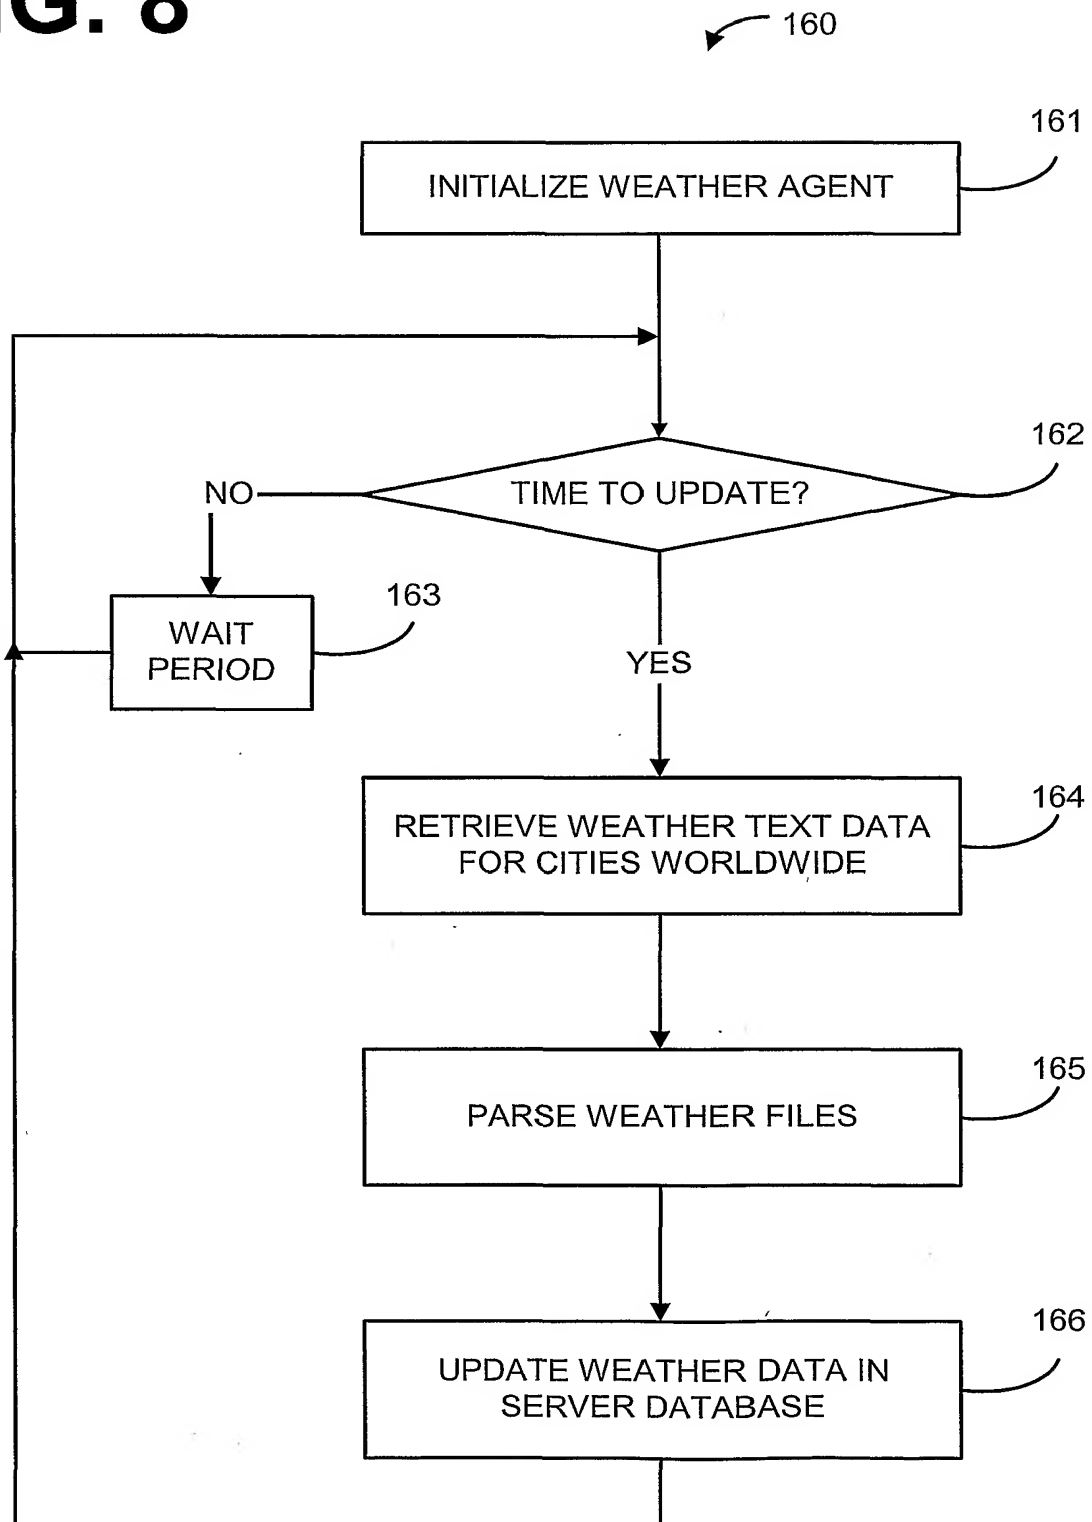 IG. 8
160
161
INITIALIZE WEATHER AGENT
162
TIME TO UPDATE?
NO
163
WAIT
PERIOD
YES
164
RETRIEVE WEATHER TEXT DATA
FOR CITIES WORLDWIDE
165
PARSE WEATHER FILES
166
UPDATE WEATHER DATA IN
SERVER DATABASE